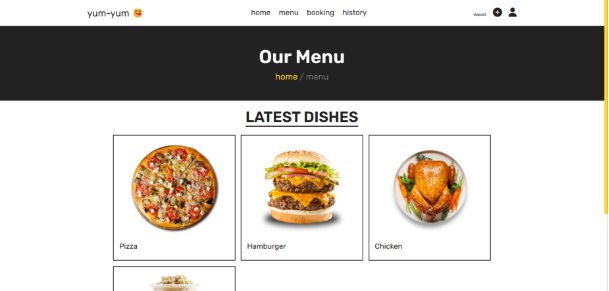 yum-yum 😋
home menu booking history
deposit
Our Menu
home / menu
LATEST DISHES
Pizza
Hamburger
Chicken